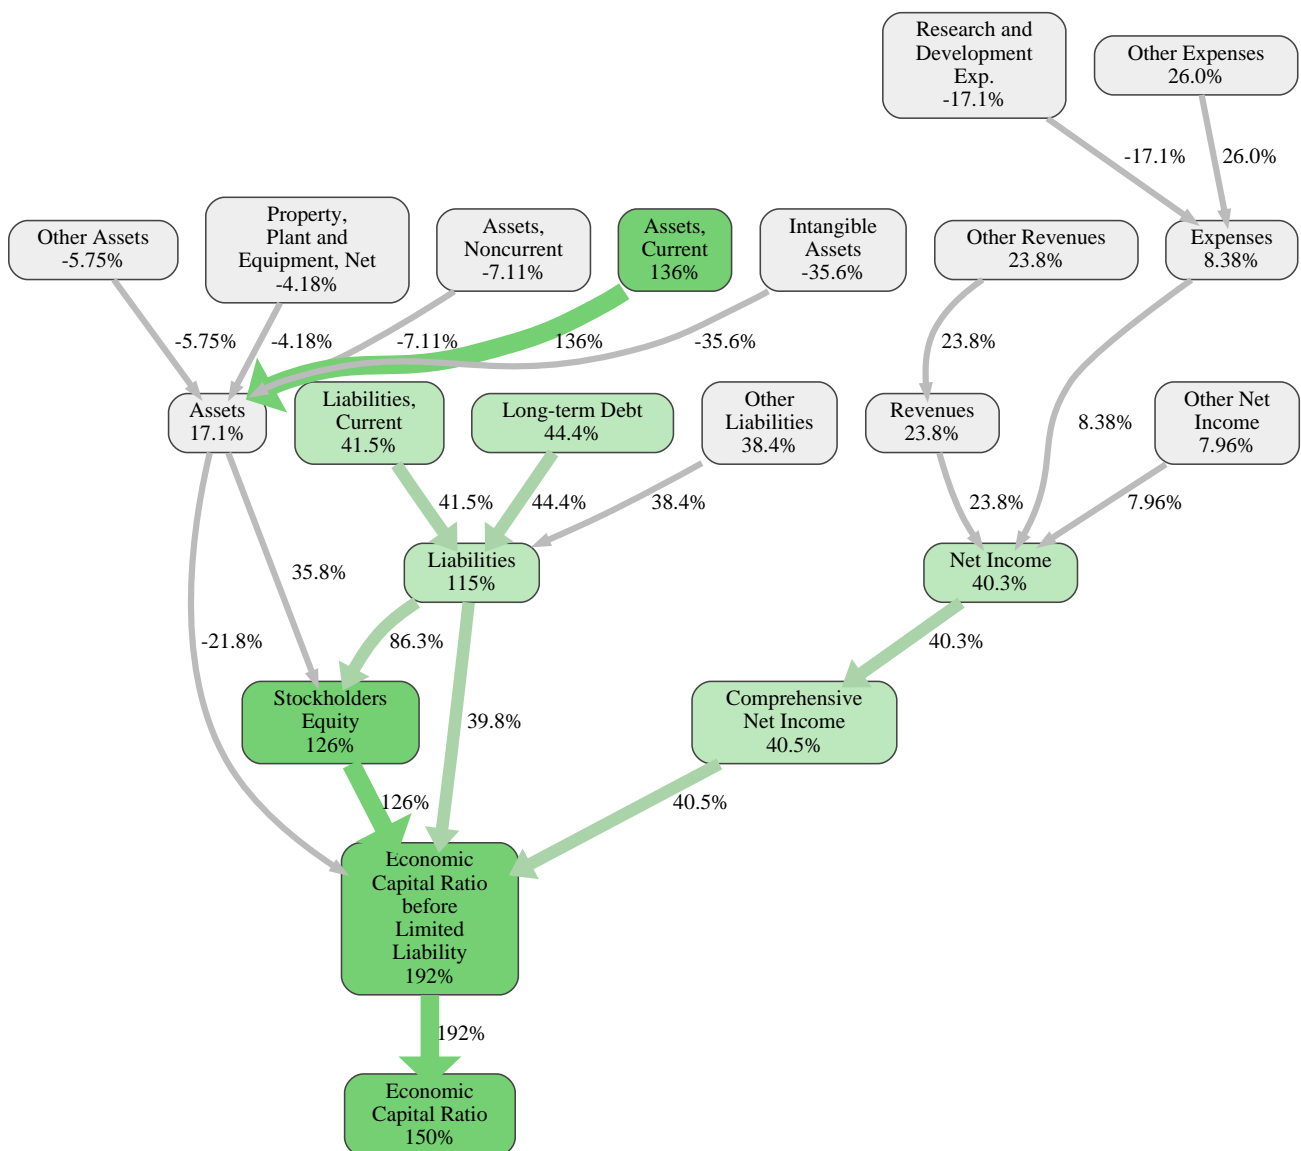 Research and
Development
Exp.
-17.1%
Other Expenses
26.0%
-17.1%
26.0%
Other Assets
-5.75%
Property,
Plant and
Equipment, Net
-4.18%
Assets,
Noncurrent
-7.11%
Assets,
Current
136%
Intangible
Assets
-35.6%
Other Revenues
23.8%
Expenses
8.38%
-5.75%
-4.18%
-7.11%
136%
-35.6%
23.8%
Assets
17.1%
Liabilities,
Current
41.5%
Long-term Debt
44.4%
Other
Liabilities
38.4%
Revenues
23.8%
8.38%
Other Net
Income
7.96%
41.5%
44.4%
38.4%
23.8%
7.96%
35.8%
Liabilities
115%
Net Income
40.3%
-21.8%
86.3%
40.3%
Stockholders
Equity
126%
39.8%
Comprehensive
Net Income
40.5%
126%
40.5%
Economic
Capital Ratio
before
Limited
Liability
192%
192%
Economic
Capital Ratio
150%